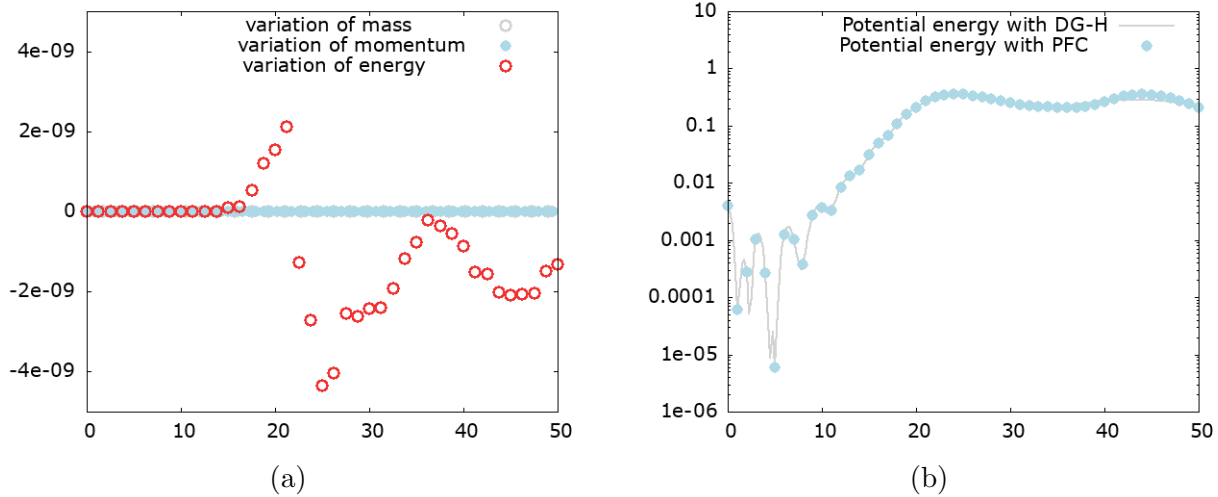 variation of mass
variation of momentum
variation of energy
4e-09
2e-09
0
-2e-09
-4e-09
0 10 20 30 40 50
(a)
Potential energy with DG-H
Potential energy with PFC
10
1
0.1
0.01
0.001
0.0001
1e-05
1e-06
0 10 20 30 40 50
(b)